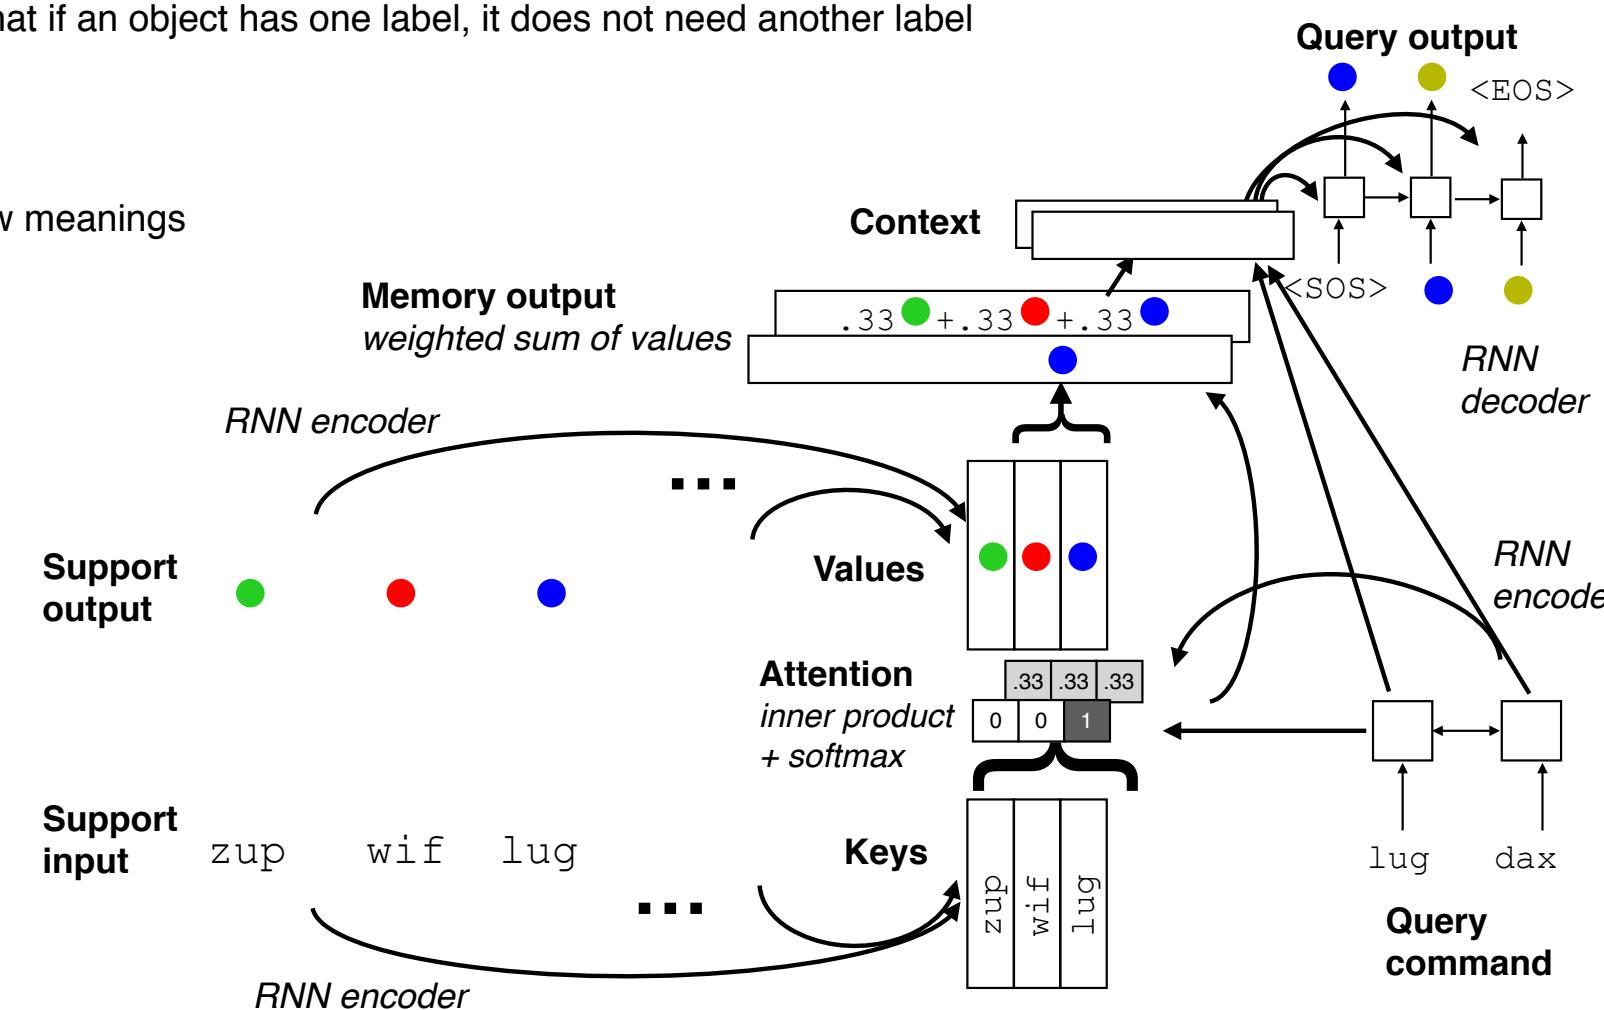 hat if an object has one label, it does not need another label
Query output
<EOS>
w meanings
Context
Memory output
weighted sum of values
.33 +.33 +.33
<SOS>
RNN
decoder
RNN encoder
...
Support
output
Values
RNN
encode
Attention
inner product
+ softmax
.33 .33 .33
0 0 1
Support
input
zup wif lug
...
Keys
zup
wif
lug
lug dax
Query
command
RNN encoder